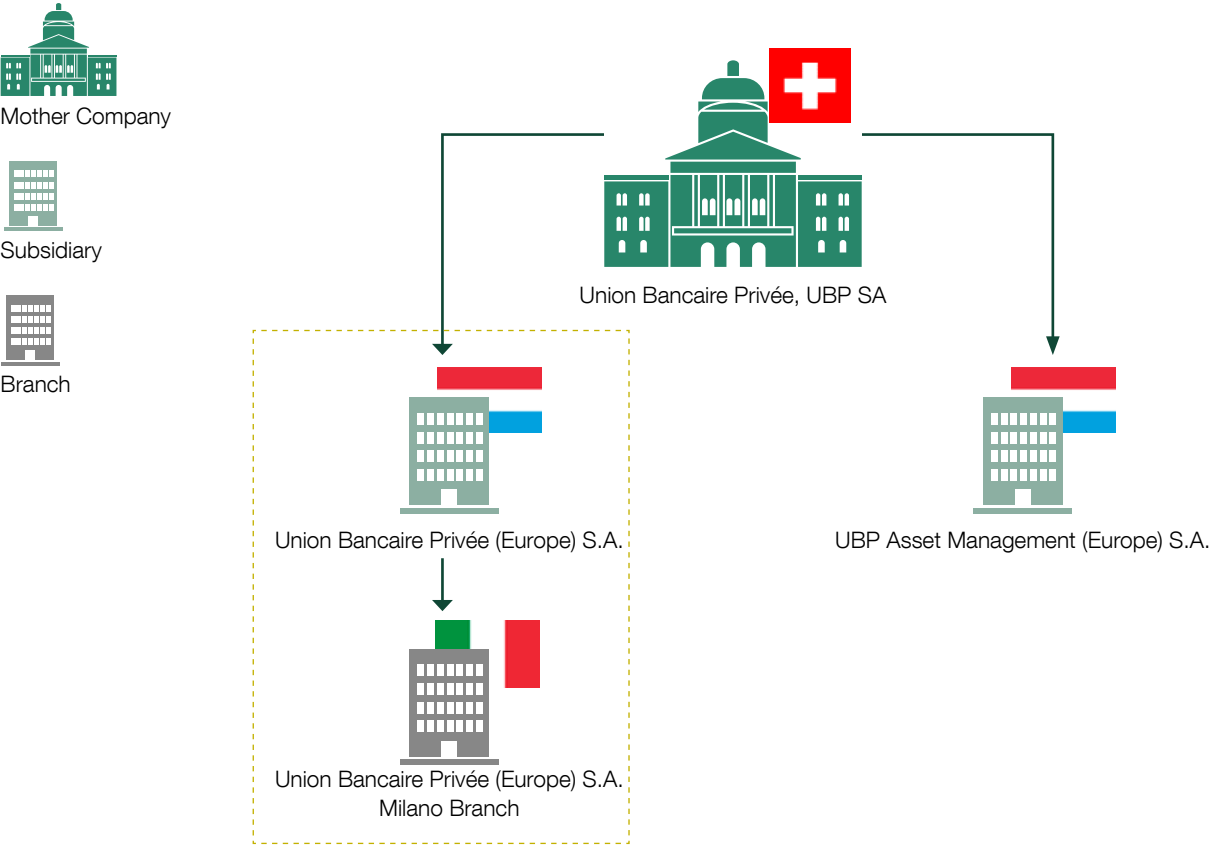 Mother Company
Subsidiary
Branch
Union Bancaire Privée, UBP SA
Union Bancaire Privée (Europe) S.A.
UBP Asset Management (Europe) S.A.
Union Bancaire Privée (Europe) S.A.
Milano Branch